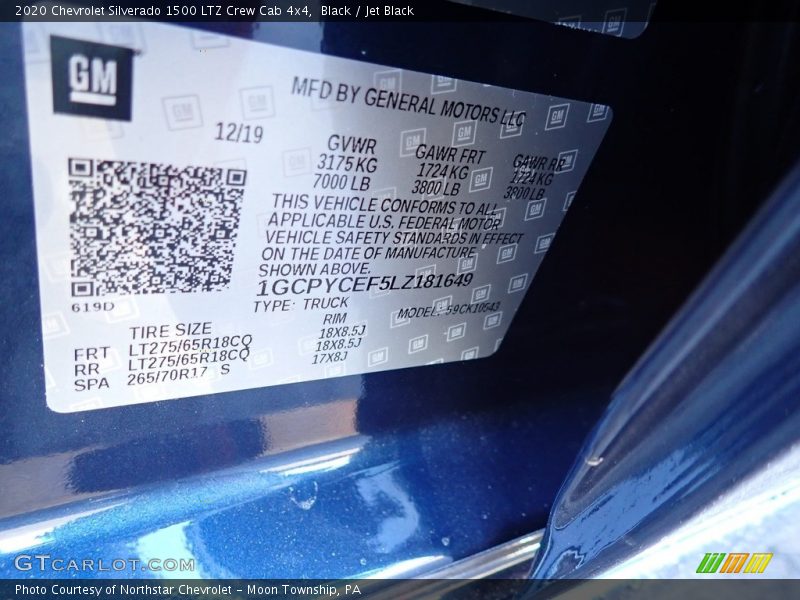 2020 Chevrolet Silverado 1500 LTZ Crew Cab 4x4, Black / Jet Black
GM
MFD BY GENERAL MOTORS LLC
12/19
GVWR GAWR FRT GAWR RR
3175 KG 1724 KG 1724 KG
7000 LB 3800 LB 3800 LB
THIS VEHICLE CONFORMS TO ALL
APPLICABLE U.S. FEDERAL MOTOR
VEHICLE SAFETY STANDARDS IN EFFECT
ON THE DATE OF MANUFACTURE
SHOWN ABOVE.
1GCPYCEF5LZ181649
619D
TYPE: TRUCK MODEL: 59CK10543
TIRE SIZE RIM
FRT LT275/65R18CQ 18X8.5J
RR LT275/65R18CQ 18X8.5J
SPA 265/70R17 S 17X8J
GTCARLOT.COM
Photo Courtesy of Northstar Chevrolet – Moon Township, PA